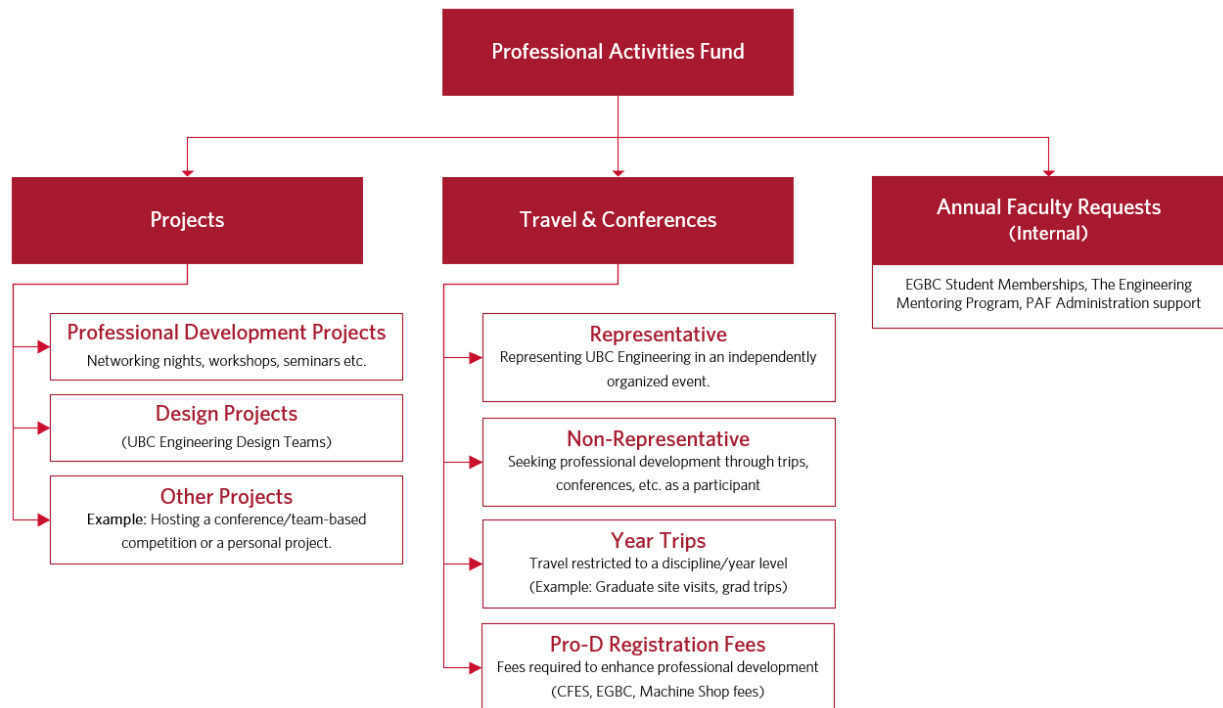 Professional Activities Fund
Projects
Professional Development Projects
Networking nights, workshops, seminars etc.
Design Projects
(UBC Engineering Design Teams)
Other Projects
Example: Hosting a conference/team-based
competition or a personal project.
Travel & Conferences
Representative
Representing UBC Engineering in an independently
organized event.
Non-Representative
Seeking professional development through trips,
conferences, etc. as a participant
Year Trips
Travel restricted to a discipline/year level
(Example: Graduate site visits, grad trips)
Pro-D Registration Fees
Fees required to enhance professional development
(CFES, EGBC, Machine Shop fees)
Annual Faculty Requests
(Internal)
EGBC Student Memberships, The Engineering
Mentoring Program, PAF Administration support